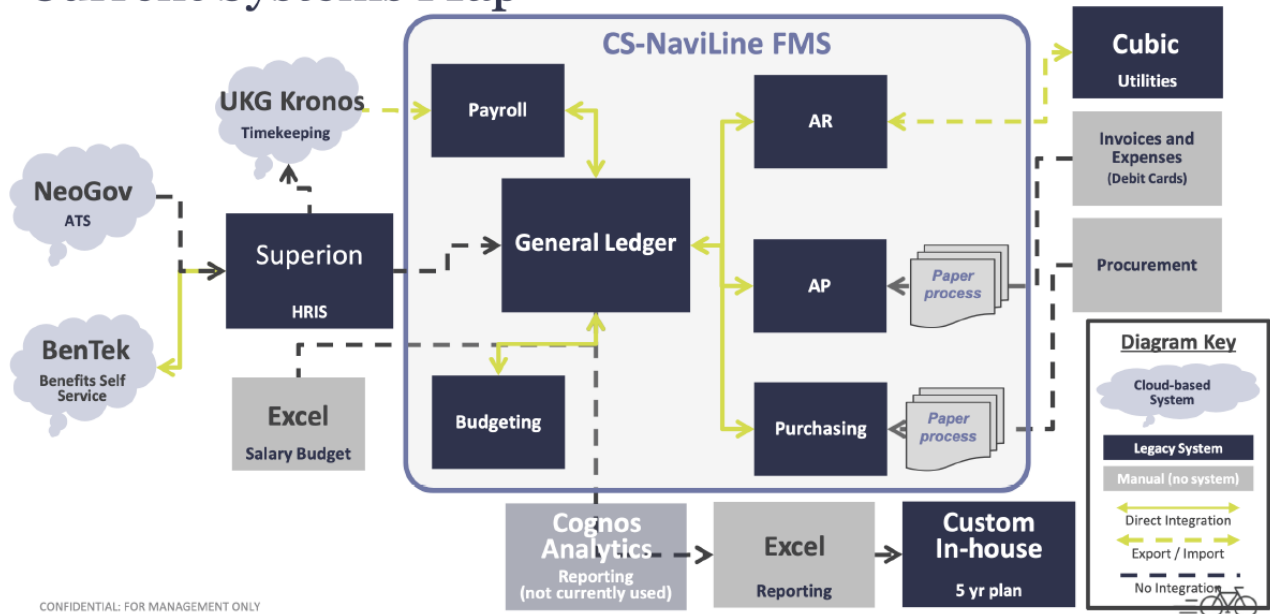 Current Systems Map
CS-NaviLine FMS
Cubic
Utilities
UKG Kronos
Timekeeping
Payroll
AR
Invoices and
Expenses
(Debit Cards)
NeoGov
ATS
Superion
HRIS
General Ledger
AP
Paper
process
Procurement
BenTek
Benefits Self
Service
Excel
Salary Budget
Budgeting
Purchasing
Paper
process
Diagram Key
Cloud-based
System
Legacy System
Manual (no system)
Direct Integration
Export / Import
No Integration
Cognos
Analytics
Reporting
(not currently used)
Excel
Reporting
Custom
In-house
5 yr plan
CONFIDENTIAL: FOR MANAGEMENT ONLY